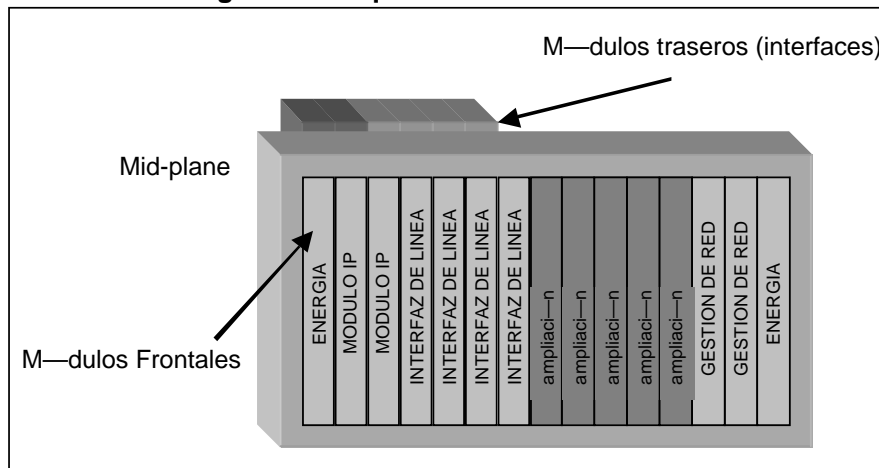 M—dulos traseros (interfaces)
Mid-plane
ENERGIA
MODULO IP
MODULO IP
INTERFAZ DE LINEA
INTERFAZ DE LINEA
INTERFAZ DE LINEA
INTERFAZ DE LINEA
ampliaci—n
ampliaci—n
ampliaci—n
ampliaci—n
ampliaci—n
GESTION DE RED
GESTION DE RED
ENERGIA
M—dulos Frontales